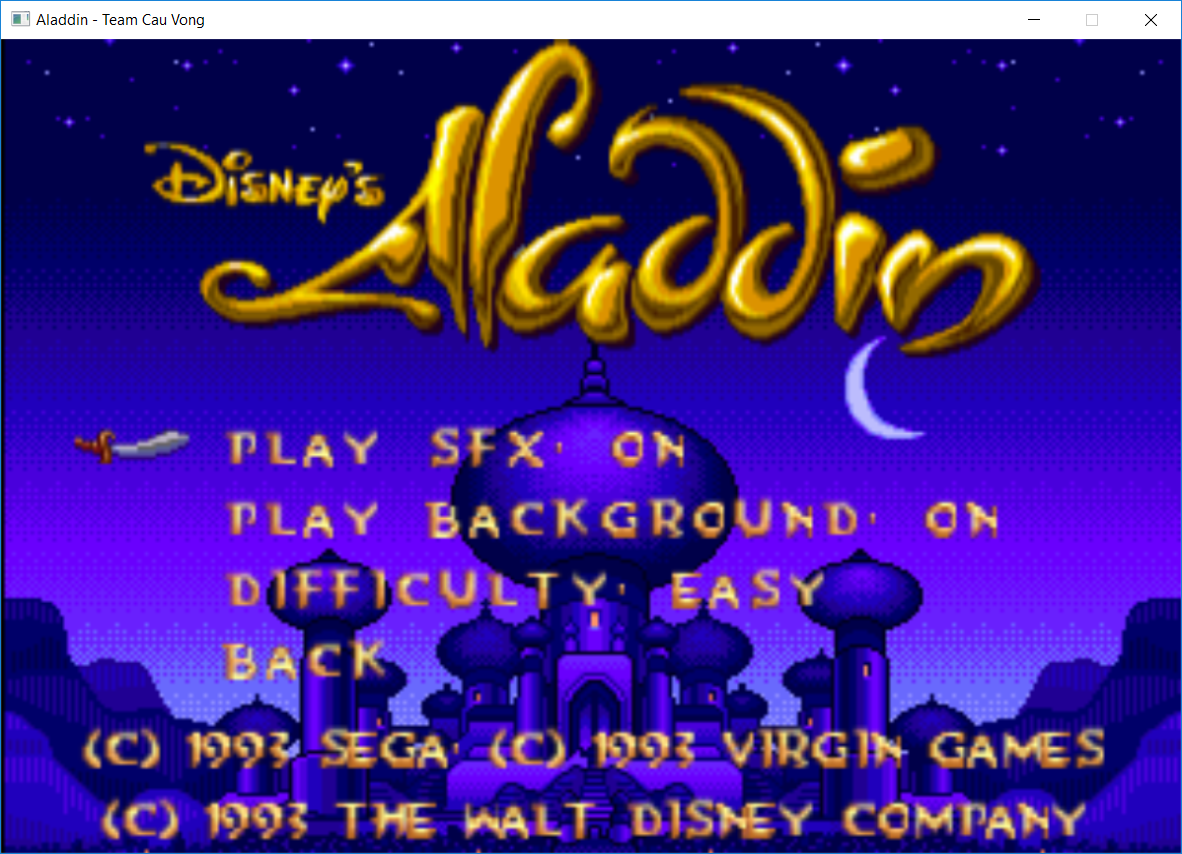 Aladdin - Team Cau Vong
DISNEY'S
Aladdin
PLAY SFX: ON
PLAY BACKGROUND: ON
DIFFICULTY: EASY
BACK
(C) 1993 SEGA. (C) 1993 VIRGIN GAMES
(C) 1993 THE WALT DISNEY COMPANY